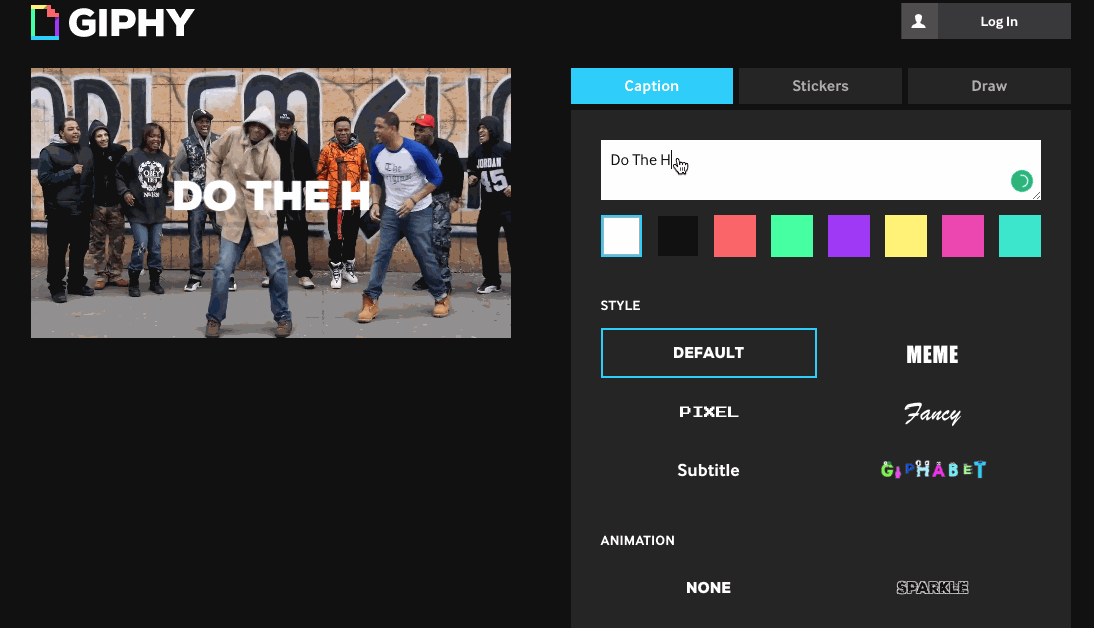 GIPHY
Log In
DO THE H
JORDAN
45
OBEY
The
Original
Caption
Stickers
Draw
Do The H
STYLE
DEFAULT
MEME
PIXEL
Fancy
Subtitle
GIPHABET
ANIMATION
NONE
SPARKLE